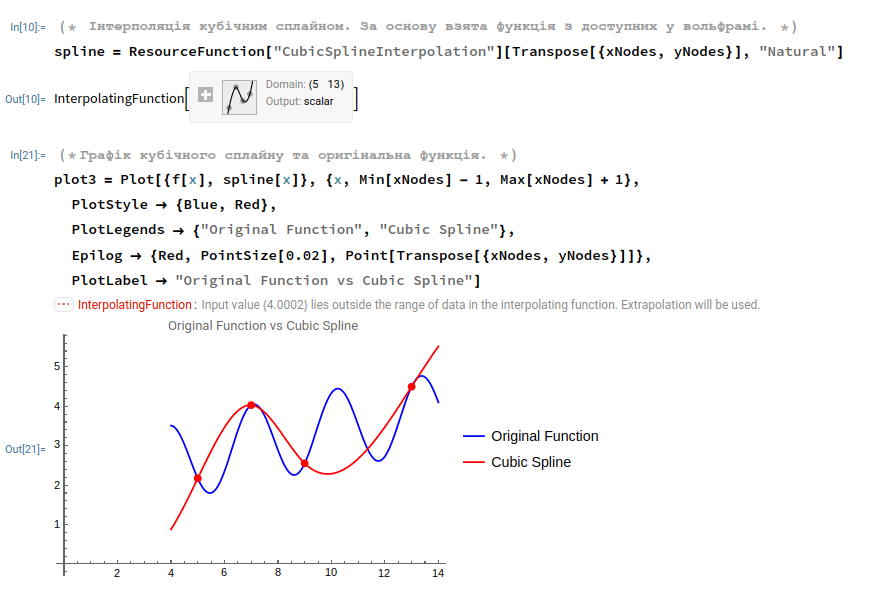 In[10]:= (* Інтерполяція кубічним сплайном. За основу взята функція з доступних у вольфрамі. *)
spline = ResourceFunction["CubicSplineInterpolation"][Transpose[{xNodes, yNodes}], "Natural"]
Out[10]= InterpolatingFunction[ Domain: (5 13)
Output: scalar ]
In[21]:= (*Графік кубічного сплайну та оригінальна функція. *)
plot3 = Plot[{f[x], spline[x]}, {x, Min[xNodes] - 1, Max[xNodes] + 1},
PlotStyle → {Blue, Red},
PlotLegends → {"Original Function", "Cubic Spline"},
Epilog → {Red, PointSize[0.02], Point[Transpose[{xNodes, yNodes}]]},
PlotLabel → "Original Function vs Cubic Spline"]
InterpolatingFunction: Input value {4.0002} lies outside the range of data in the interpolating function. Extrapolation will be used.
Original Function vs Cubic Spline
5
4
3
2
1
Out[21]=
Original Function
Cubic Spline
2 4 6 8 10 12 14